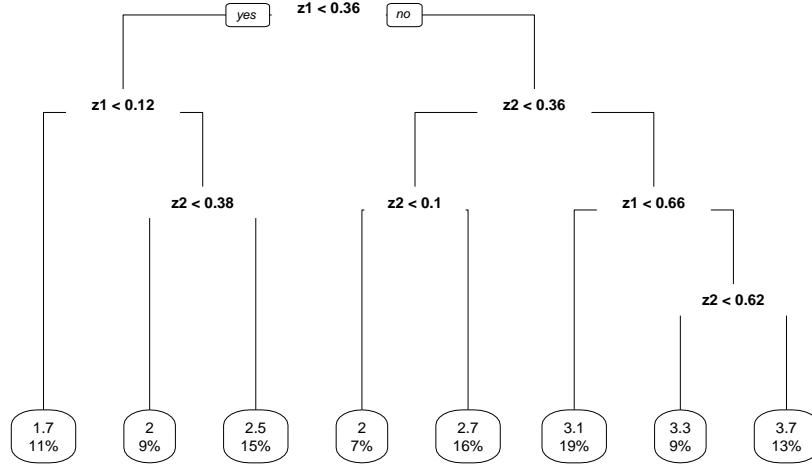 yes z1 < 0.36 no
z1 < 0.12 z2 < 0.36
z2 < 0.38 z2 < 0.1 z1 < 0.66
z2 < 0.62
1.7 2 2.5 2 2.7 3.1 3.3 3.7
11% 9% 15% 7% 16% 19% 9% 13%